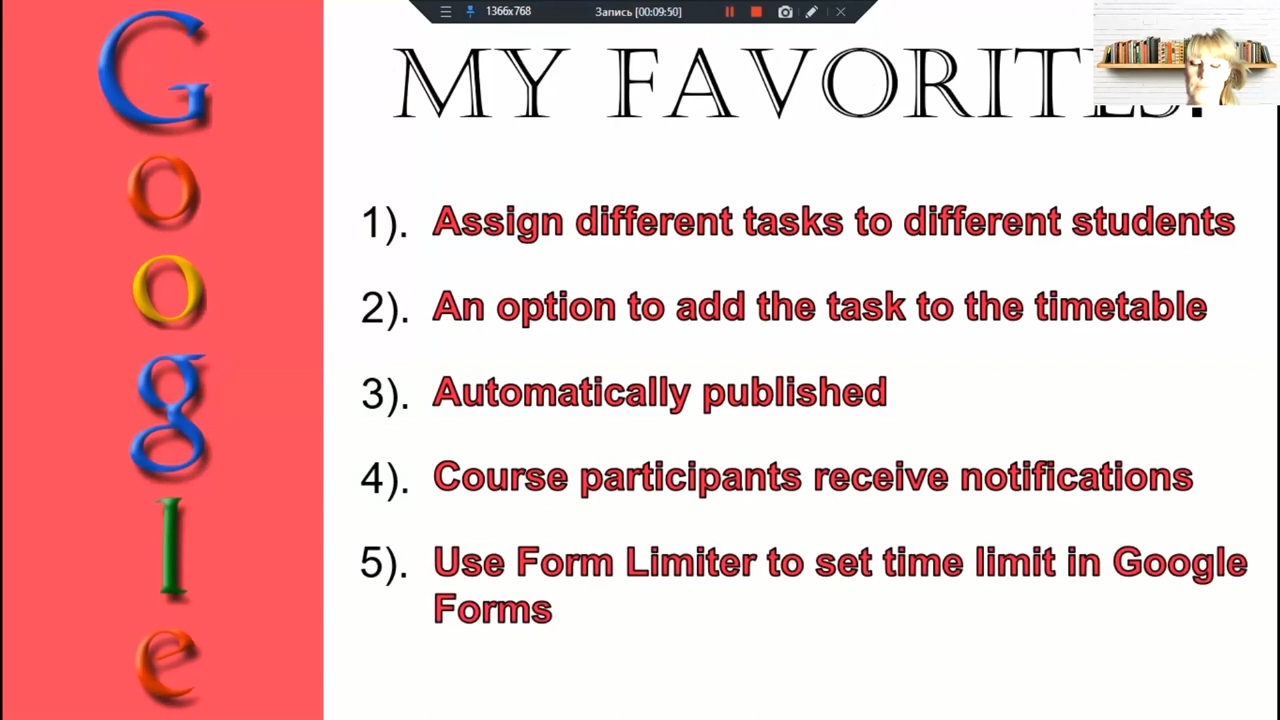 1366x768
Запись [00:09:50]
Google
MY FAVORITES:
1). Assign different tasks to different students
2). An option to add the task to the timetable
3). Automatically published
4). Course participants receive notifications
5). Use Form Limiter to set time limit in Google
Forms